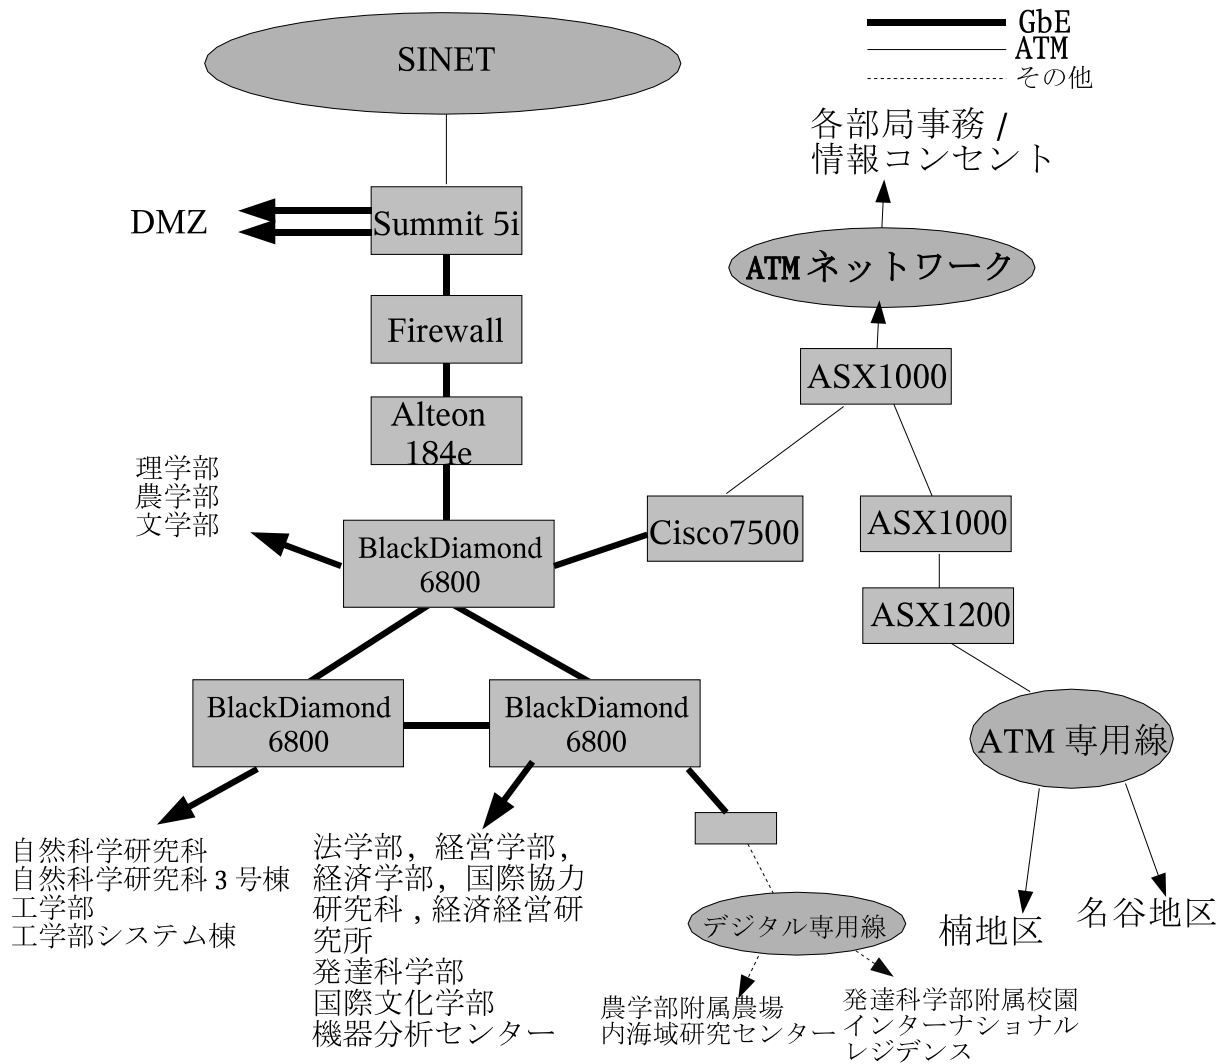 SINET
GbE
ATM
その他
各部局事務 /
情報コンセント
DMZ
Summit 5i
ATM ネットワーク
Firewall
ASX1000
Alteon
184e
理学部
農学部
文学部
BlackDiamond
6800
Cisco7500
ASX1000
ASX1200
BlackDiamond
6800
BlackDiamond
6800
ATM 専用線
自然科学研究科
自然科学研究科 3 号棟
工学部
工学部システム棟
法学部，経営学部，
経済学部，国際協力
研究科 , 経済経営研
究所
発達科学部
国際文化学部
機器分析センター
デジタル専用線
楠地区
名谷地区
農学部附属農場
内海域研究センター
発達科学部附属校園
インターナショナル
レジデンス